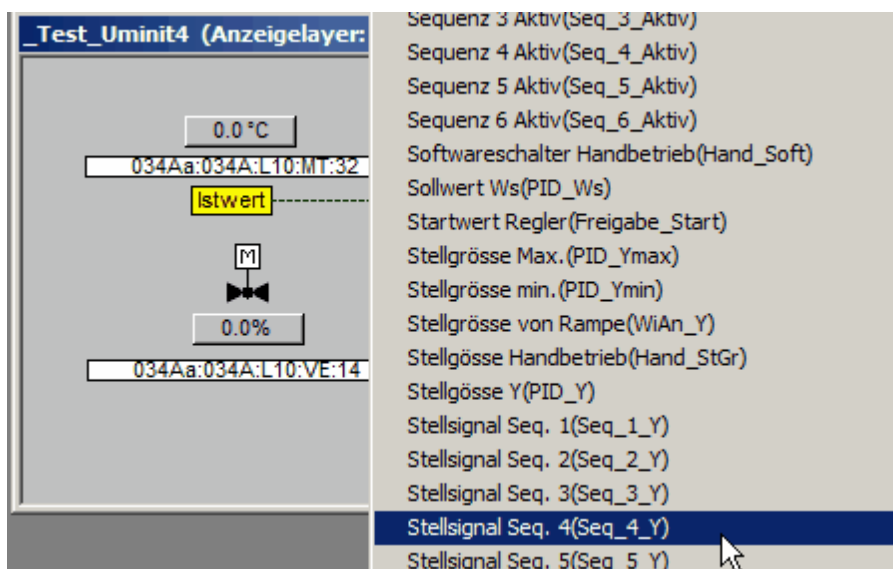 _Test_Uminit4 (Anzeigelayer:
0.0 °C
034Aa:034A:L10:MT:32
Istwert
M
0.0%
034Aa:034A:L10:VE:14
Sequenz 3 Aktiv(Seq_3_Aktiv)
Sequenz 4 Aktiv(Seq_4_Aktiv)
Sequenz 5 Aktiv(Seq_5_Aktiv)
Sequenz 6 Aktiv(Seq_6_Aktiv)
Softwareschalter Handbetrieb(Hand_Soft)
Sollwert Ws(PID_Ws)
Startwert Regler(Freigabe_Start)
Stellgrösse Max.(PID_Ymax)
Stellgrösse min.(PID_Ymin)
Stellgrösse von Rampe(WiAn_Y)
Stellgösse Handbetrieb(Hand_StGr)
Stellgösse Y(PID_Y)
Stellsignal Seq. 1(Seq_1_Y)
Stellsignal Seq. 2(Seq_2_Y)
Stellsignal Seq. 3(Seq_3_Y)
Stellsignal Seq. 4(Seq_4_Y)
Stellsignal Seq. 5(Seq_5_Y)